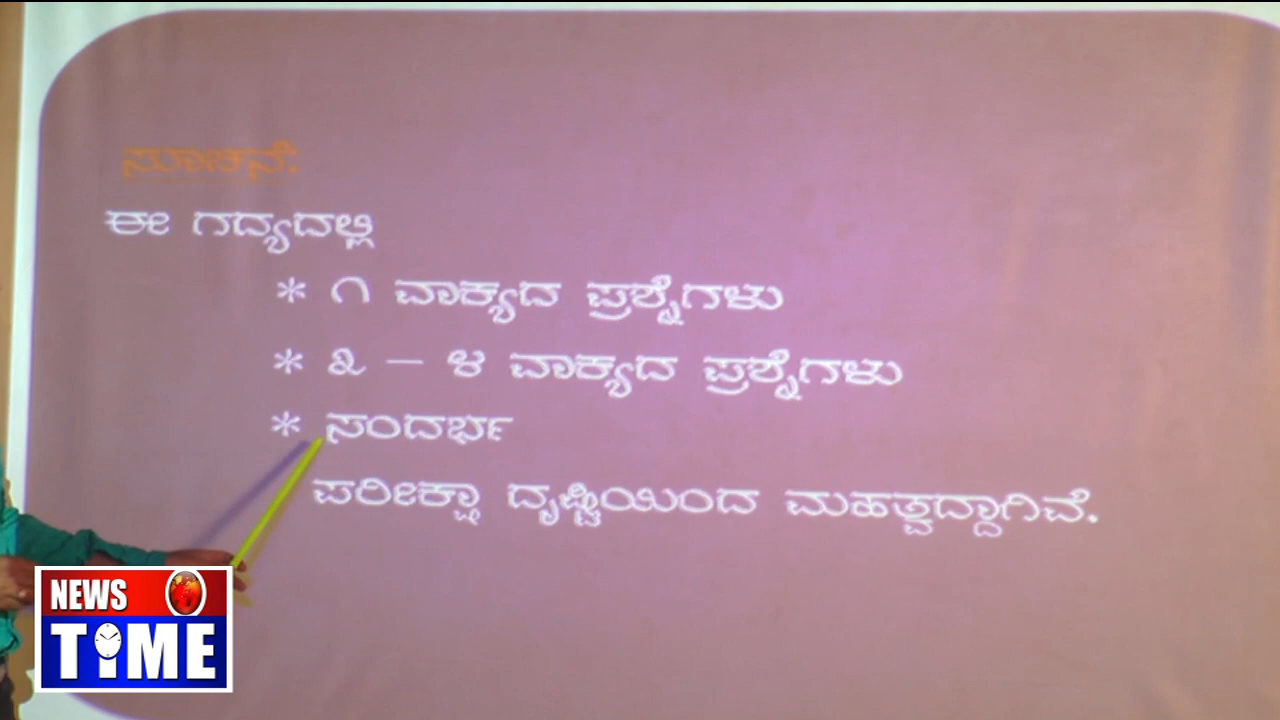 ಸೂಚನೆ:
ಈ ಗದ್ಯದಲ್ಲಿ
* ೧ ವಾಕ್ಯದ ಪ್ರಶ್ನೆಗಳು
* ೩ – ೪ ವಾಕ್ಯದ ಪ್ರಶ್ನೆಗಳು
* ಸಂದರ್ಭ
ಪರೀಕ್ಷಾ ದೃಷ್ಟಿಯಿಂದ ಮಹತ್ವದ್ದಾಗಿವೆ.
NEWS
TIME